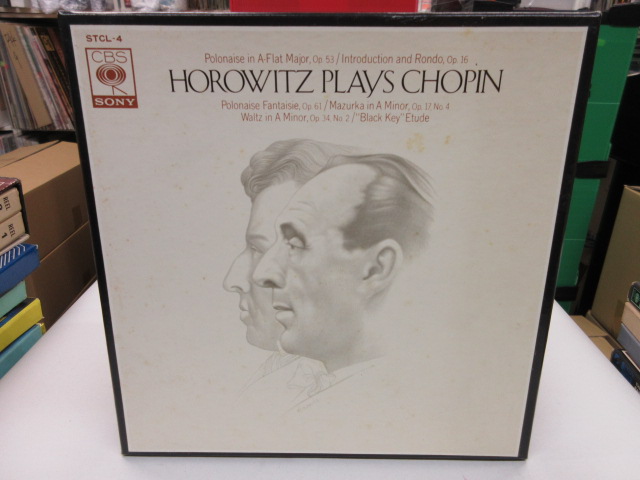 STCL-4
CBS
SONY
Polonaise in A-Flat Major, Op. 53 / Introduction and Rondo, Op. 16
HOROWITZ PLAYS CHOPIN
Polonaise Fantaisie, Op. 61 / Mazurka in A Minor, Op. 17, No. 4
Waltz in A Minor, Op. 34, No. 2 / "Black Key" Etude
REEL
REEL